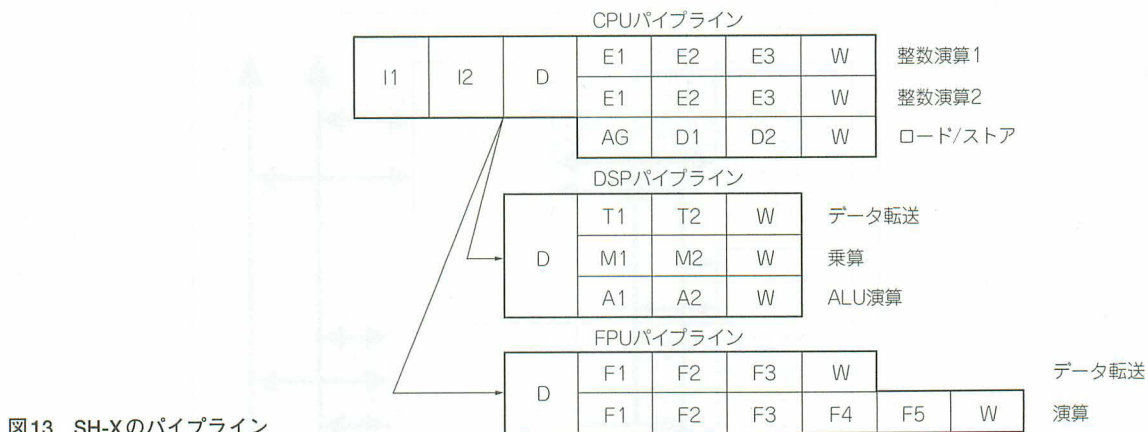 CPUパイプライン
I1 I2 D E1 E2 E3 W 整数演算1
E1 E2 E3 W 整数演算2
AG D1 D2 W ロード/ストア
DSPパイプライン
D T1 T2 W データ転送
M1 M2 W 乗算
A1 A2 W ALU演算
FPUパイプライン
D F1 F2 F3 W データ転送
F1 F2 F3 F4 F5 W 演算
図13 SH-Xのパイプライン